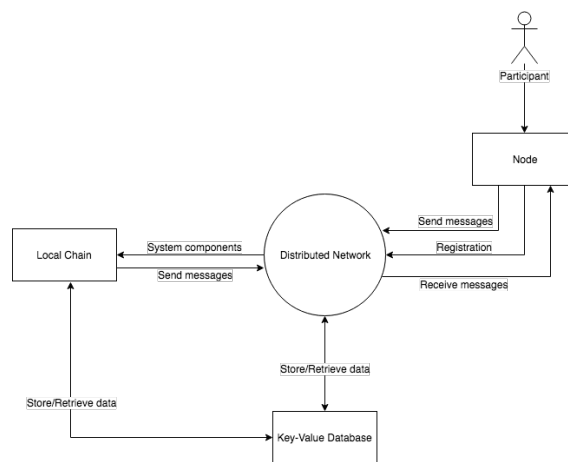 Participant
Node
Send messages
System components
Registration
Local Chain
Distributed Network
Send messages
Receive messages
Store/Retrieve data
Store/Retrieve data
Key-Value Database